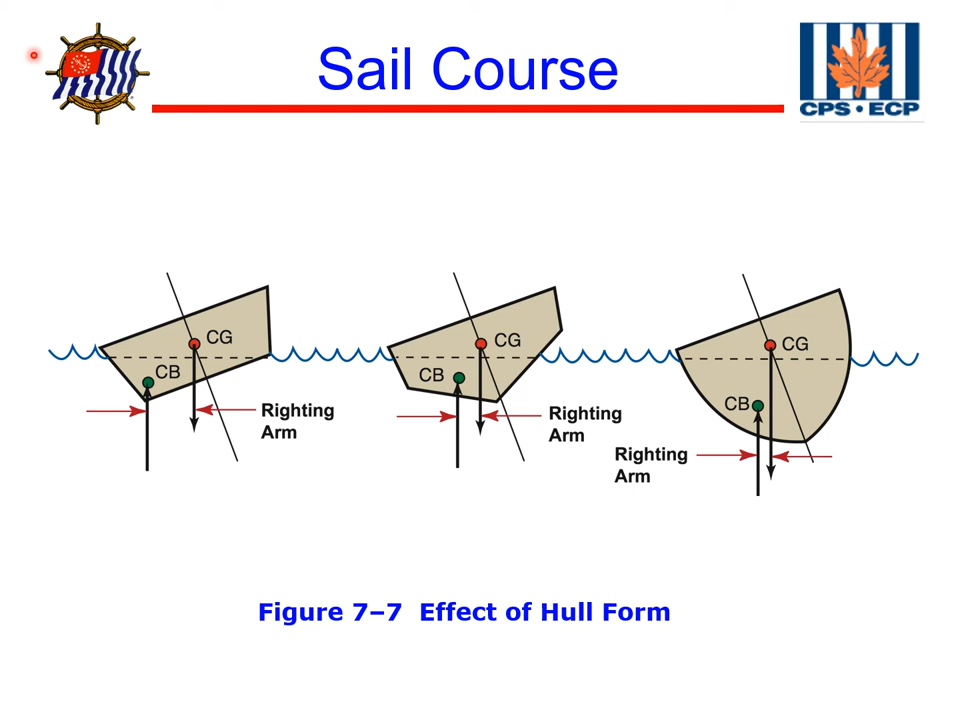 Sail Course
CPS • ECP
CG
CB
Righting
Arm
CG
CB
Righting
Arm
CG
CB
Righting
Arm
Figure 7–7 Effect of Hull Form